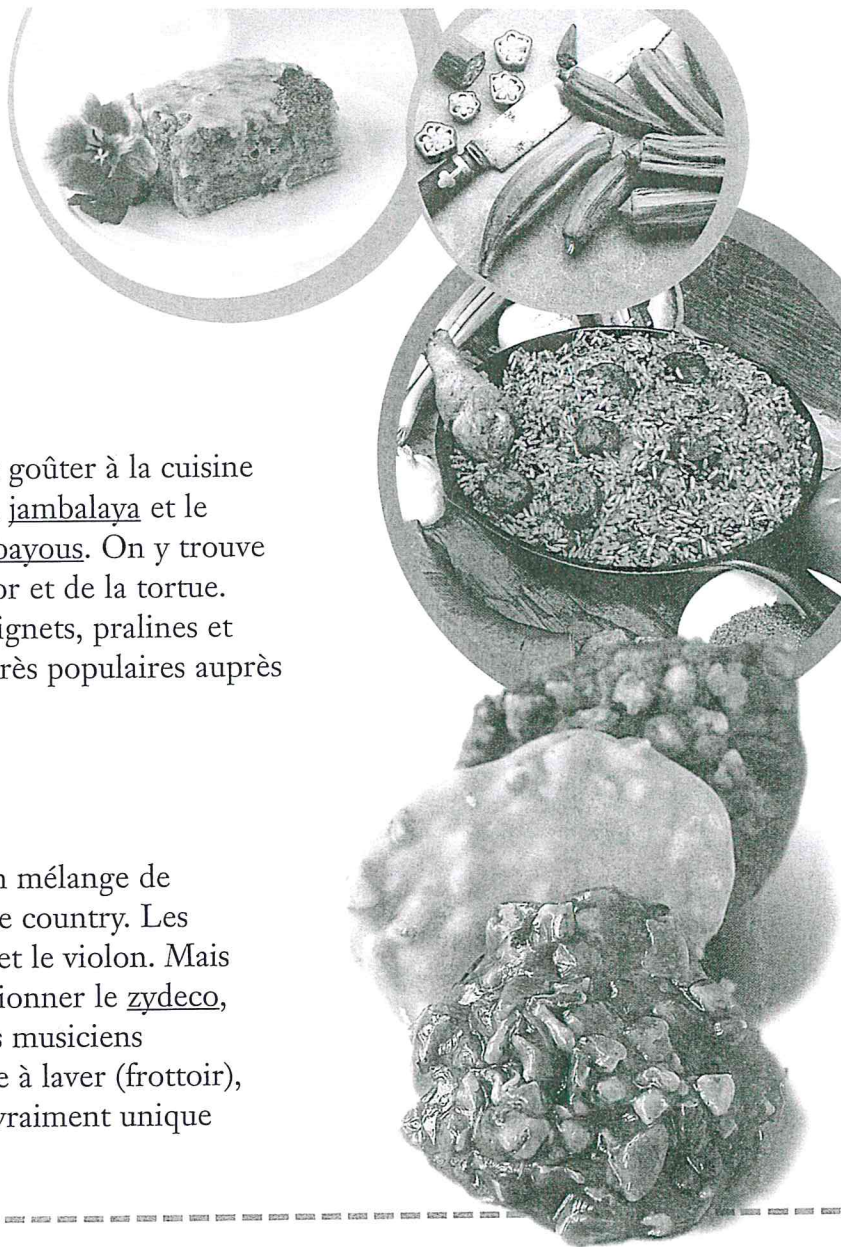 goûter à la cuisine
jambalaya et le
bayous. On y trouve
or et de la tortue.
ignets, pralines et
rès populaires auprès
mélange de
e country. Les
et le violon. Mais
ionner le zydeco,
s musiciens
e à laver (frottoir),
vraiment unique